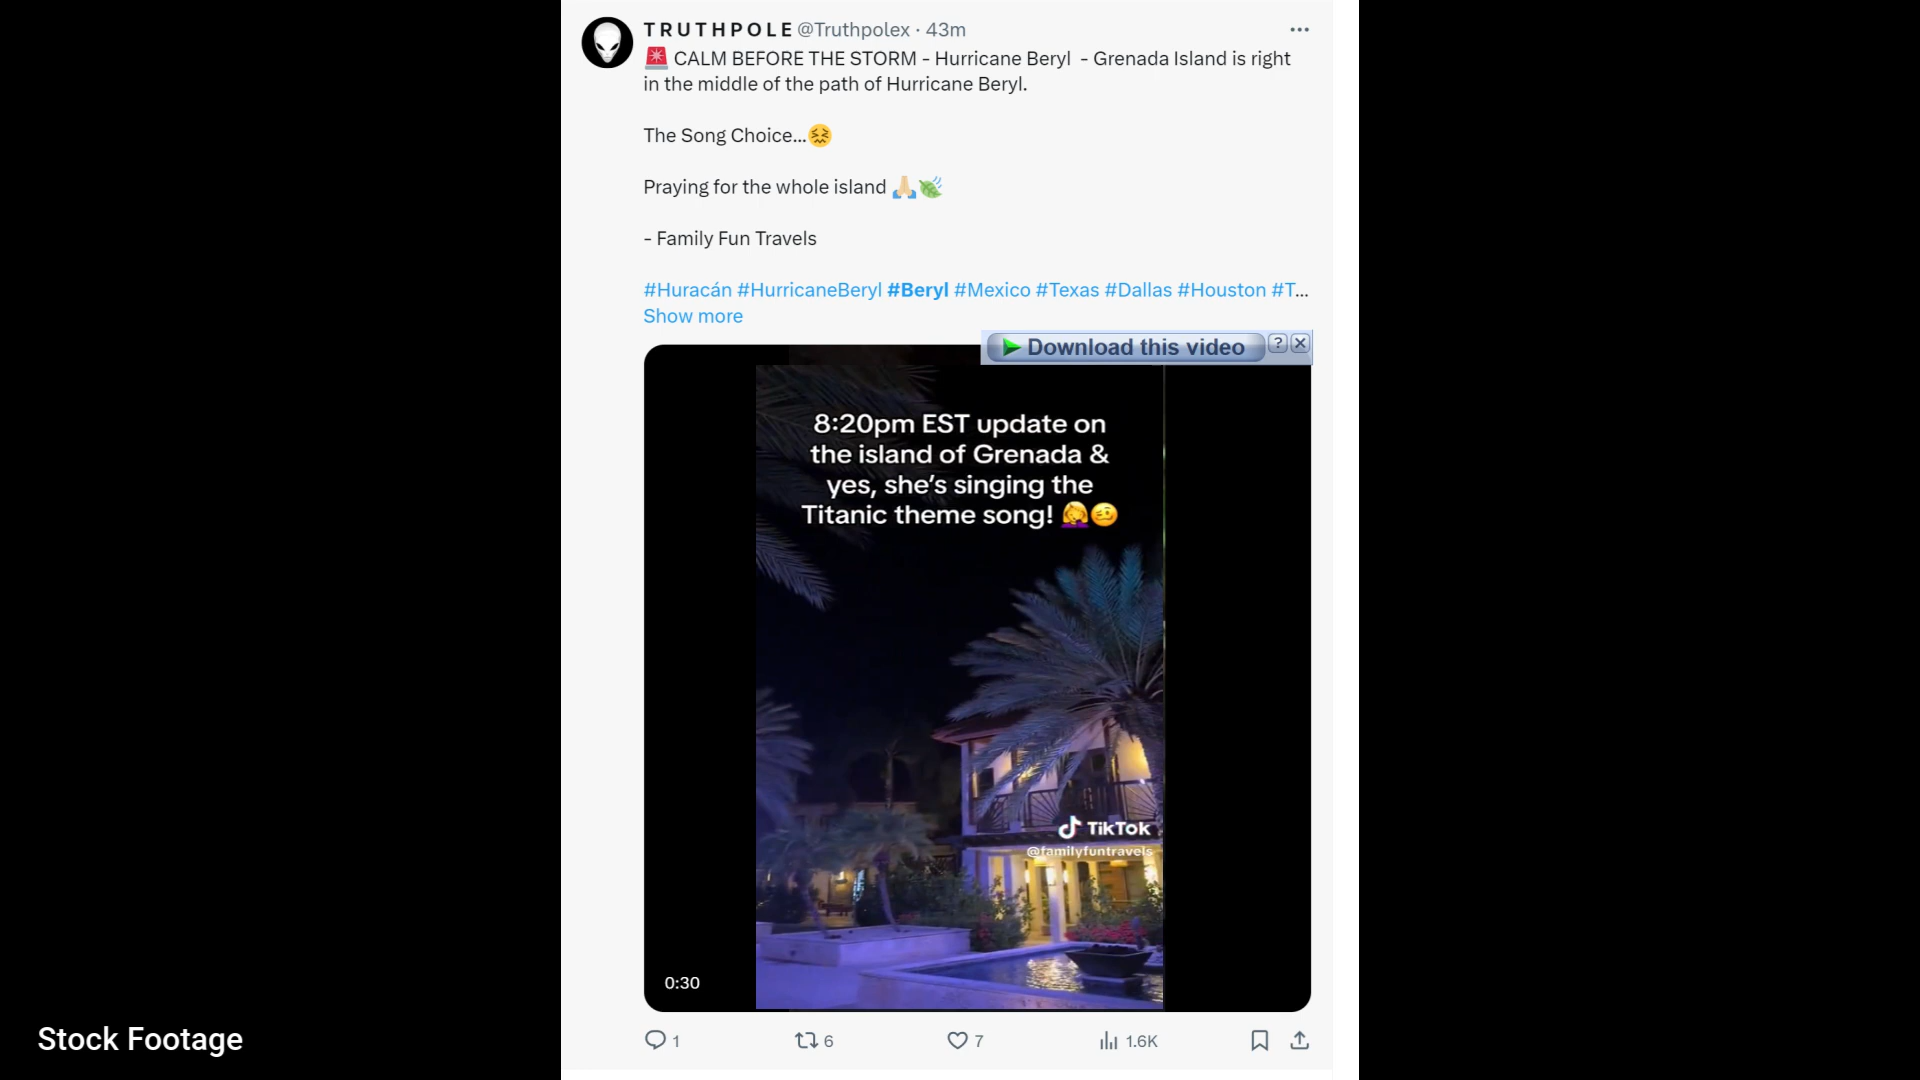 TRUTHPOLE @Truthpolex · 43m
🚨 CALM BEFORE THE STORM - Hurricane Beryl - Grenada Island is right
in the middle of the path of Hurricane Beryl.
The Song Choice...😖
Praying for the whole island 🙏🏼🍃
- Family Fun Travels
#Huracán #HurricaneBeryl #Beryl #Mexico #Texas #Dallas #Houston #T...
Show more
Download this video ? X
8:20pm EST update on
the island of Grenada &
yes, she's singing the
Titanic theme song! 🤦‍♀️🥴
TikTok
@familyfuntravels
0:30
1 6 7 1.6K
Stock Footage